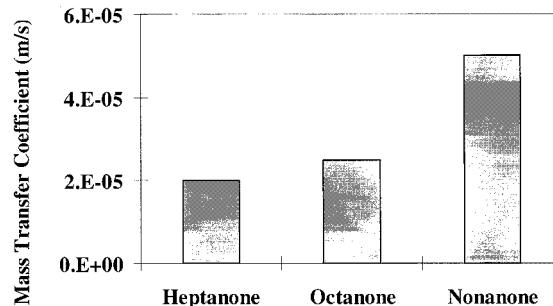 Mass Transfer Coefficient (m/s)
6.E-05
4.E-05
2.E-05
0.E+00
Heptanone Octanone Nonanone